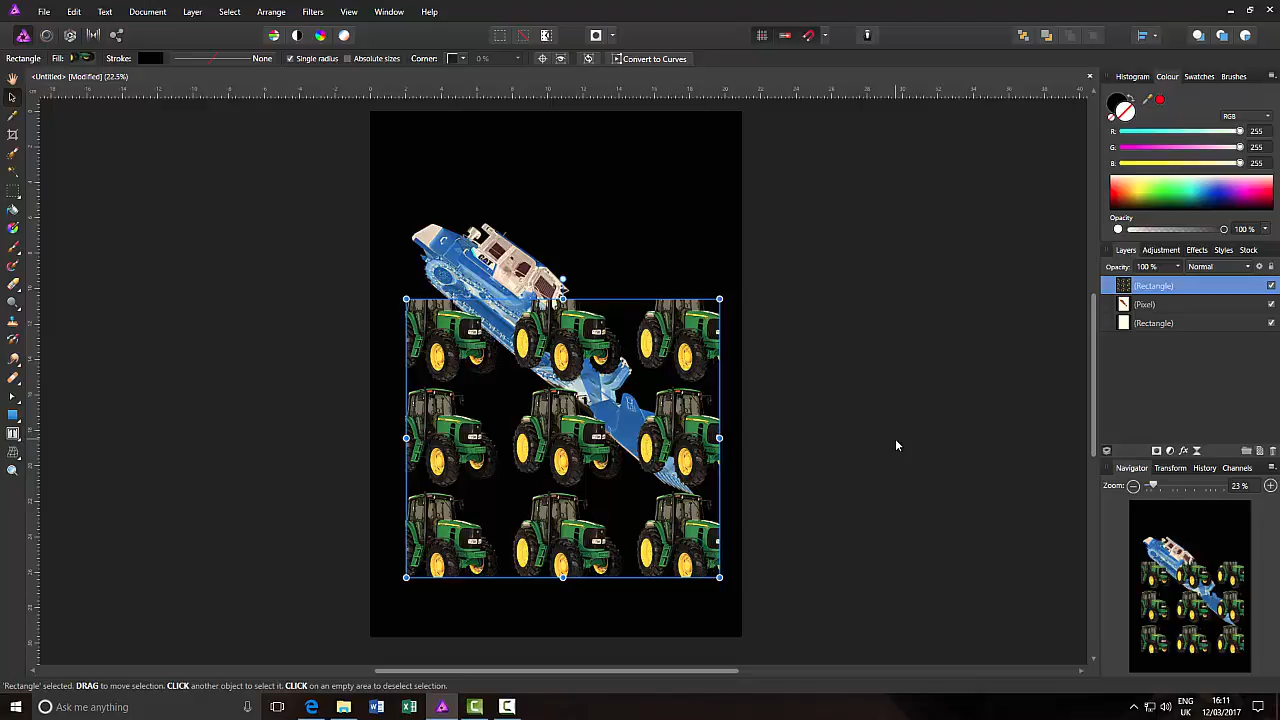 File Edit Text Document Layer Select Arrange Filters View Window Help
Rectangle Fill: Stroke: None Single radius Absolute sizes Corner: 0 % Convert to Curves
<Untitled> [Modified] (22.5%)
Histogram Colour Swatches Brushes
RGB
R: 255
G: 255
B: 255
Opacity
100 %
Layers Adjustment Effects Styles Stock
Opacity: 100 % Normal
(Rectangle)
(Pixel)
(Rectangle)
CAT
Navigator Transform History Channels
Zoom: 23 %
'Rectangle' selected. DRAG to move selection. CLICK another object to select it. CLICK on an empty area to deselect selection.
Ask me anything
ENG
UK
16:11
12/03/2017